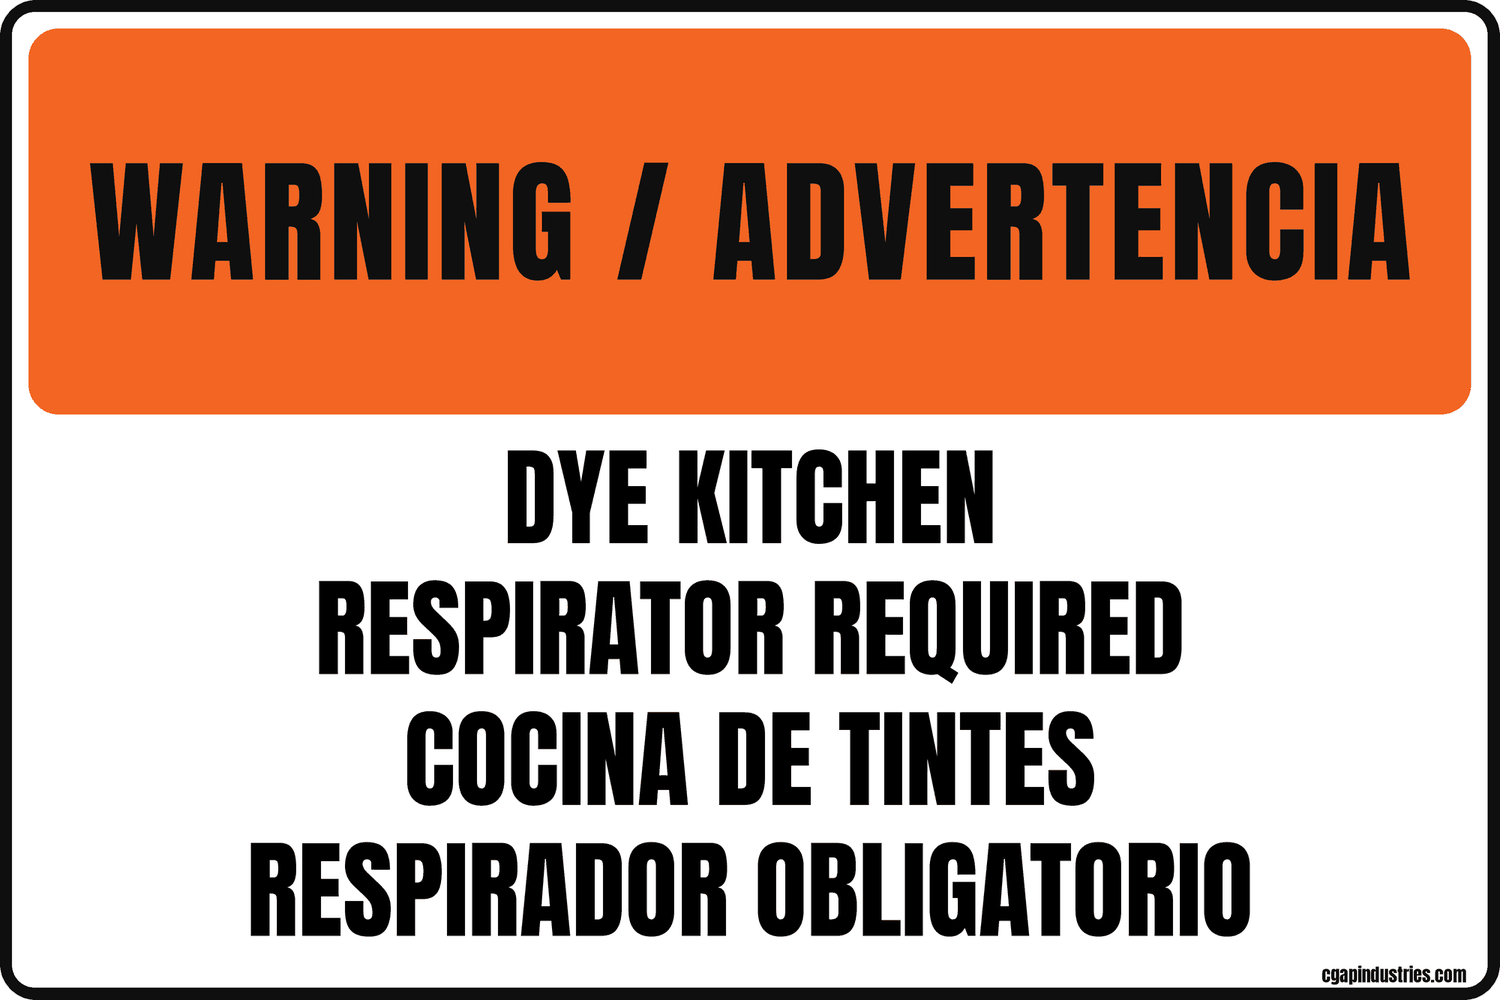 WARNING / ADVERTENCIA
DYE KITCHEN
RESPIRATOR REQUIRED
COCINA DE TINTES
RESPIRADOR OBLIGATORIO
cgapindustries.com